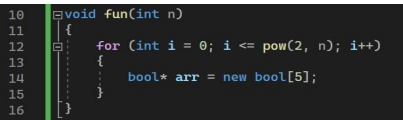 10 void fun(int n)
11 {
12 for (int i = 0; i <= pow(2, n); i++)
13 {
14 bool* arr = new bool[5];
15 }
16 }